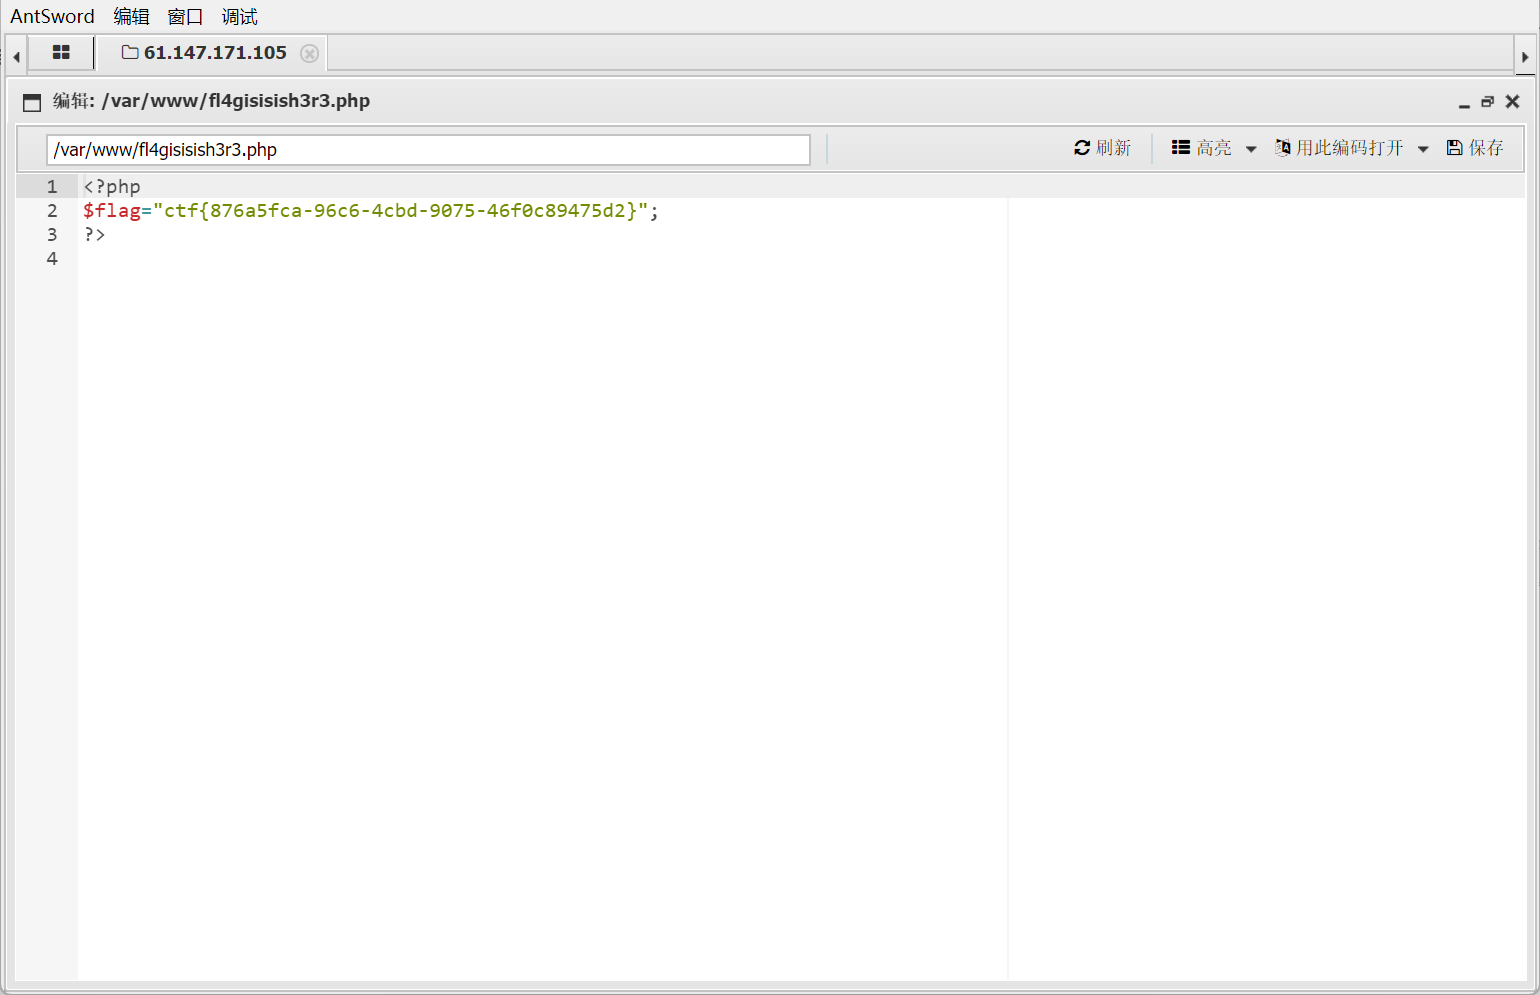 AntSword 编辑 窗口 调试
61.147.171.105
编辑: /var/www/fl4gisisish3r3.php
/var/www/fl4gisisish3r3.php 刷新 高亮 用此编码打开 保存
1 <?php
2 $flag="ctf{876a5fca-96c6-4cbd-9075-46f0c89475d2}";
3 ?>
4